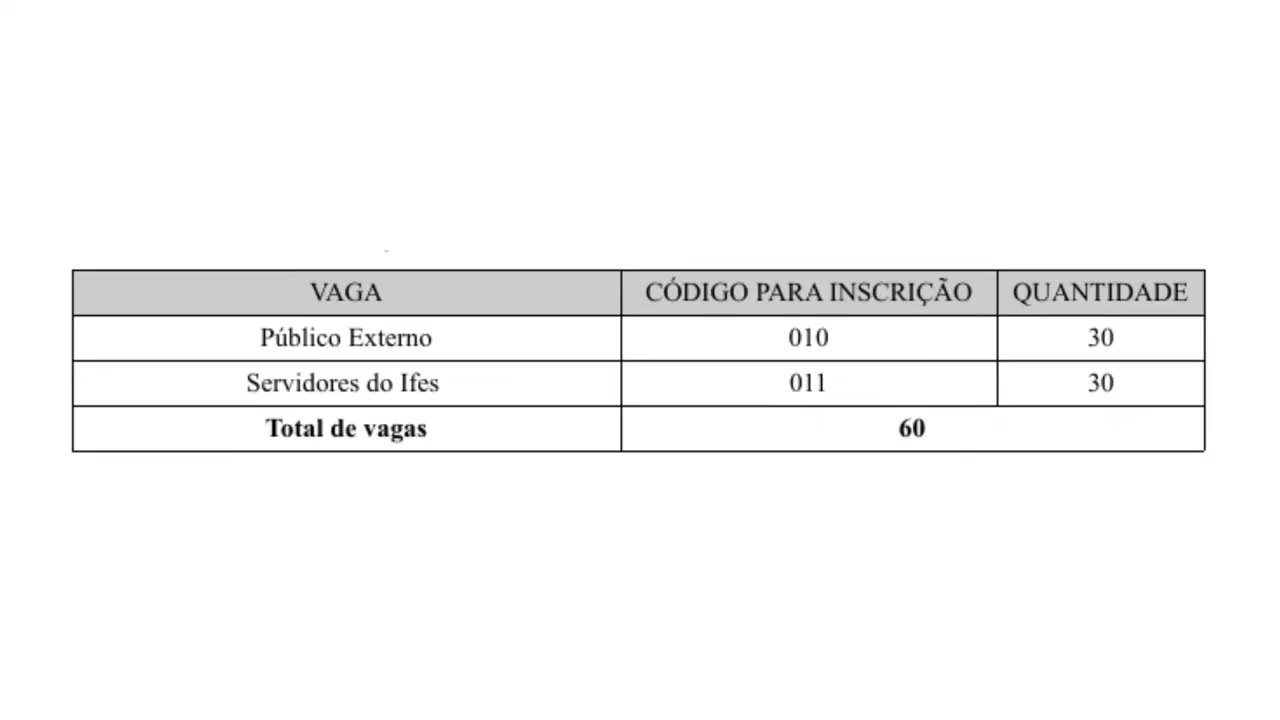 VAGA CÓDIGO PARA INSCRIÇÃO QUANTIDADE
Público Externo 010 30
Servidores do Ifes 011 30
Total de vagas 60